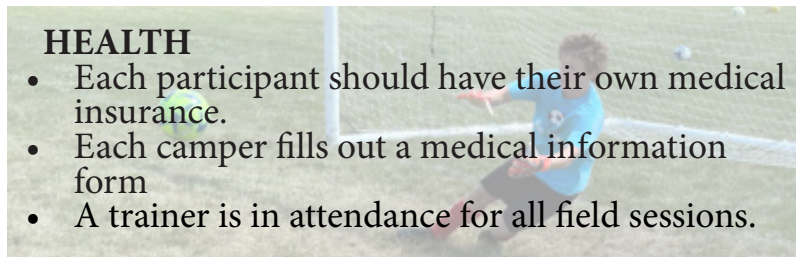 HEALTH
• Each participant should have their own medical
insurance.
• Each camper fills out a medical information
form
• A trainer is in attendance for all field sessions.